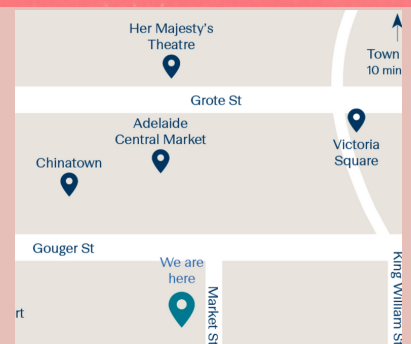 Her Majesty's
Theatre
Town
10 min
Grote St
Adelaide
Central Market
Victoria
Square
Chinatown
Gouger St
We are
here
Market St
King William St
rt